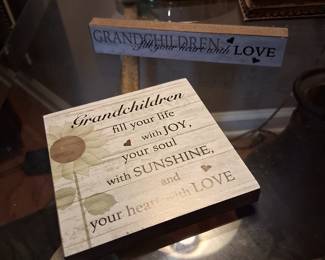 GRANDCHILDREN
fill your heart with LOVE
Grandchildren
fill your life
with JOY,
your soul
with SUNSHINE,
and
your heart with LOVE